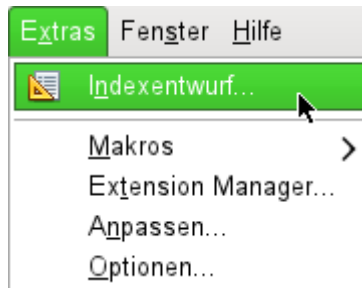 Extras Fenster Hilfe
Indexentwurf...
Makros
Extension Manager...
Anpassen...
Optionen...